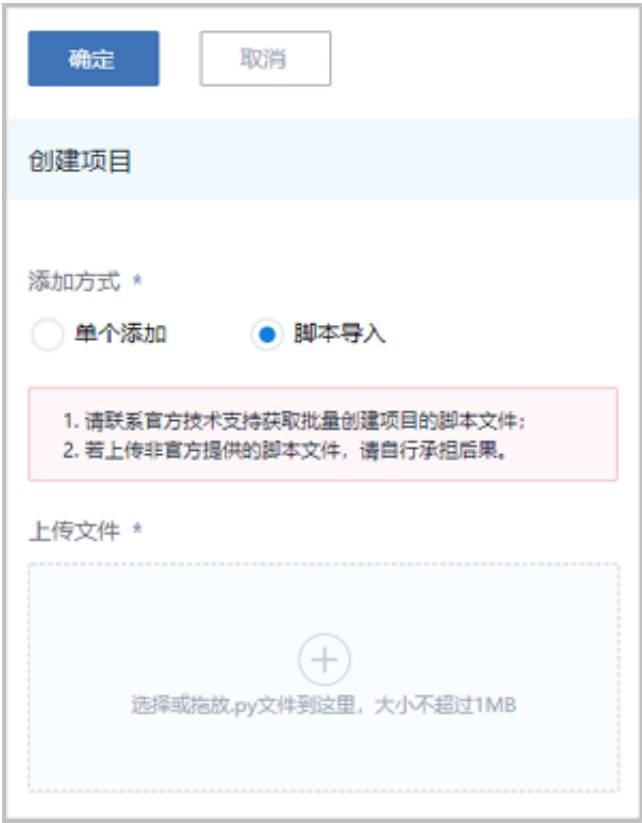 确定
取消
创建项目
添加方式 *
单个添加
脚本导入
1. 请联系官方技术支持获取批量创建项目的脚本文件；
2. 若上传非官方提供的脚本文件，请自行承担后果。
上传文件 *
选择或拖放.py文件到这里，大小不超过1MB